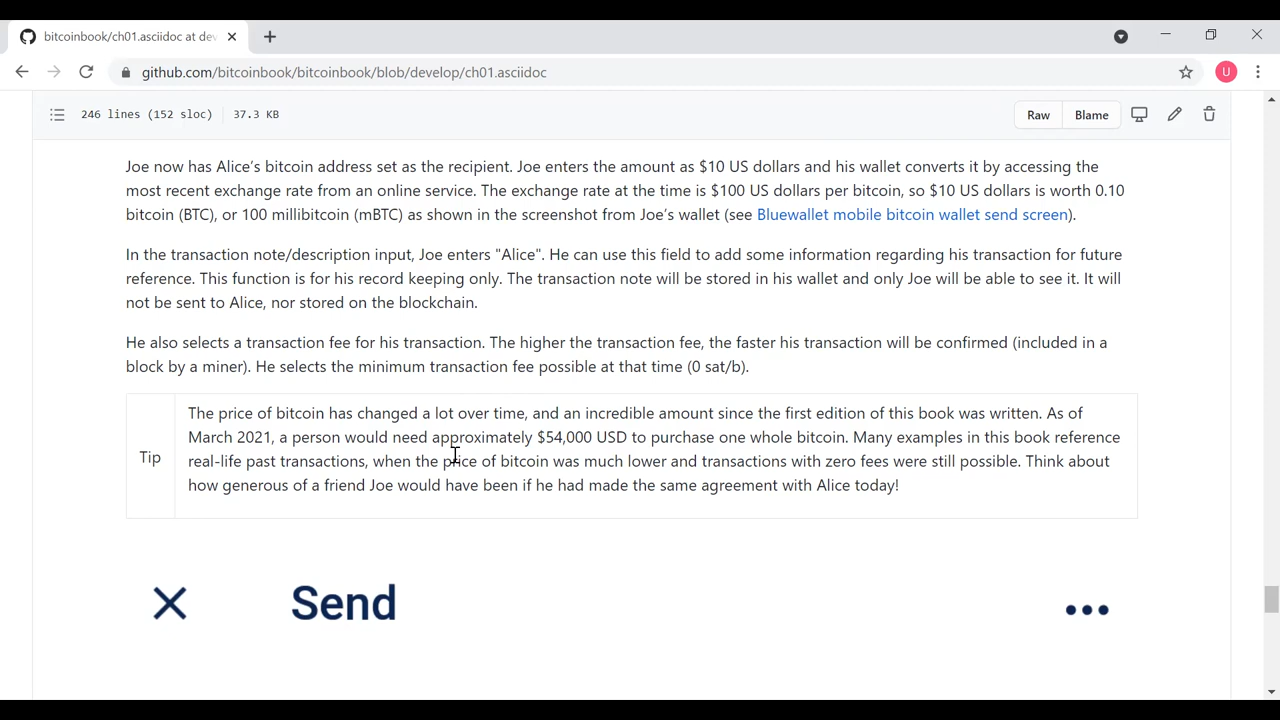 bitcoinbook/ch01.asciidoc at dev
github.com/bitcoinbook/bitcoinbook/blob/develop/ch01.asciidoc
U
246 lines (152 sloc) 37.3 KB
Raw Blame
Joe now has Alice's bitcoin address set as the recipient. Joe enters the amount as $10 US dollars and his wallet converts it by accessing the
most recent exchange rate from an online service. The exchange rate at the time is $100 US dollars per bitcoin, so $10 US dollars is worth 0.10
bitcoin (BTC), or 100 millibitcoin (mBTC) as shown in the screenshot from Joe's wallet (see Bluewallet mobile bitcoin wallet send screen).
In the transaction note/description input, Joe enters "Alice". He can use this field to add some information regarding his transaction for future
reference. This function is for his record keeping only. The transaction note will be stored in his wallet and only Joe will be able to see it. It will
not be sent to Alice, nor stored on the blockchain.
He also selects a transaction fee for his transaction. The higher the transaction fee, the faster his transaction will be confirmed (included in a
block by a miner). He selects the minimum transaction fee possible at that time (0 sat/b).
Tip
The price of bitcoin has changed a lot over time, and an incredible amount since the first edition of this book was written. As of
March 2021, a person would need approximately $54,000 USD to purchase one whole bitcoin. Many examples in this book reference
real-life past transactions, when the price of bitcoin was much lower and transactions with zero fees were still possible. Think about
how generous of a friend Joe would have been if he had made the same agreement with Alice today!
Send